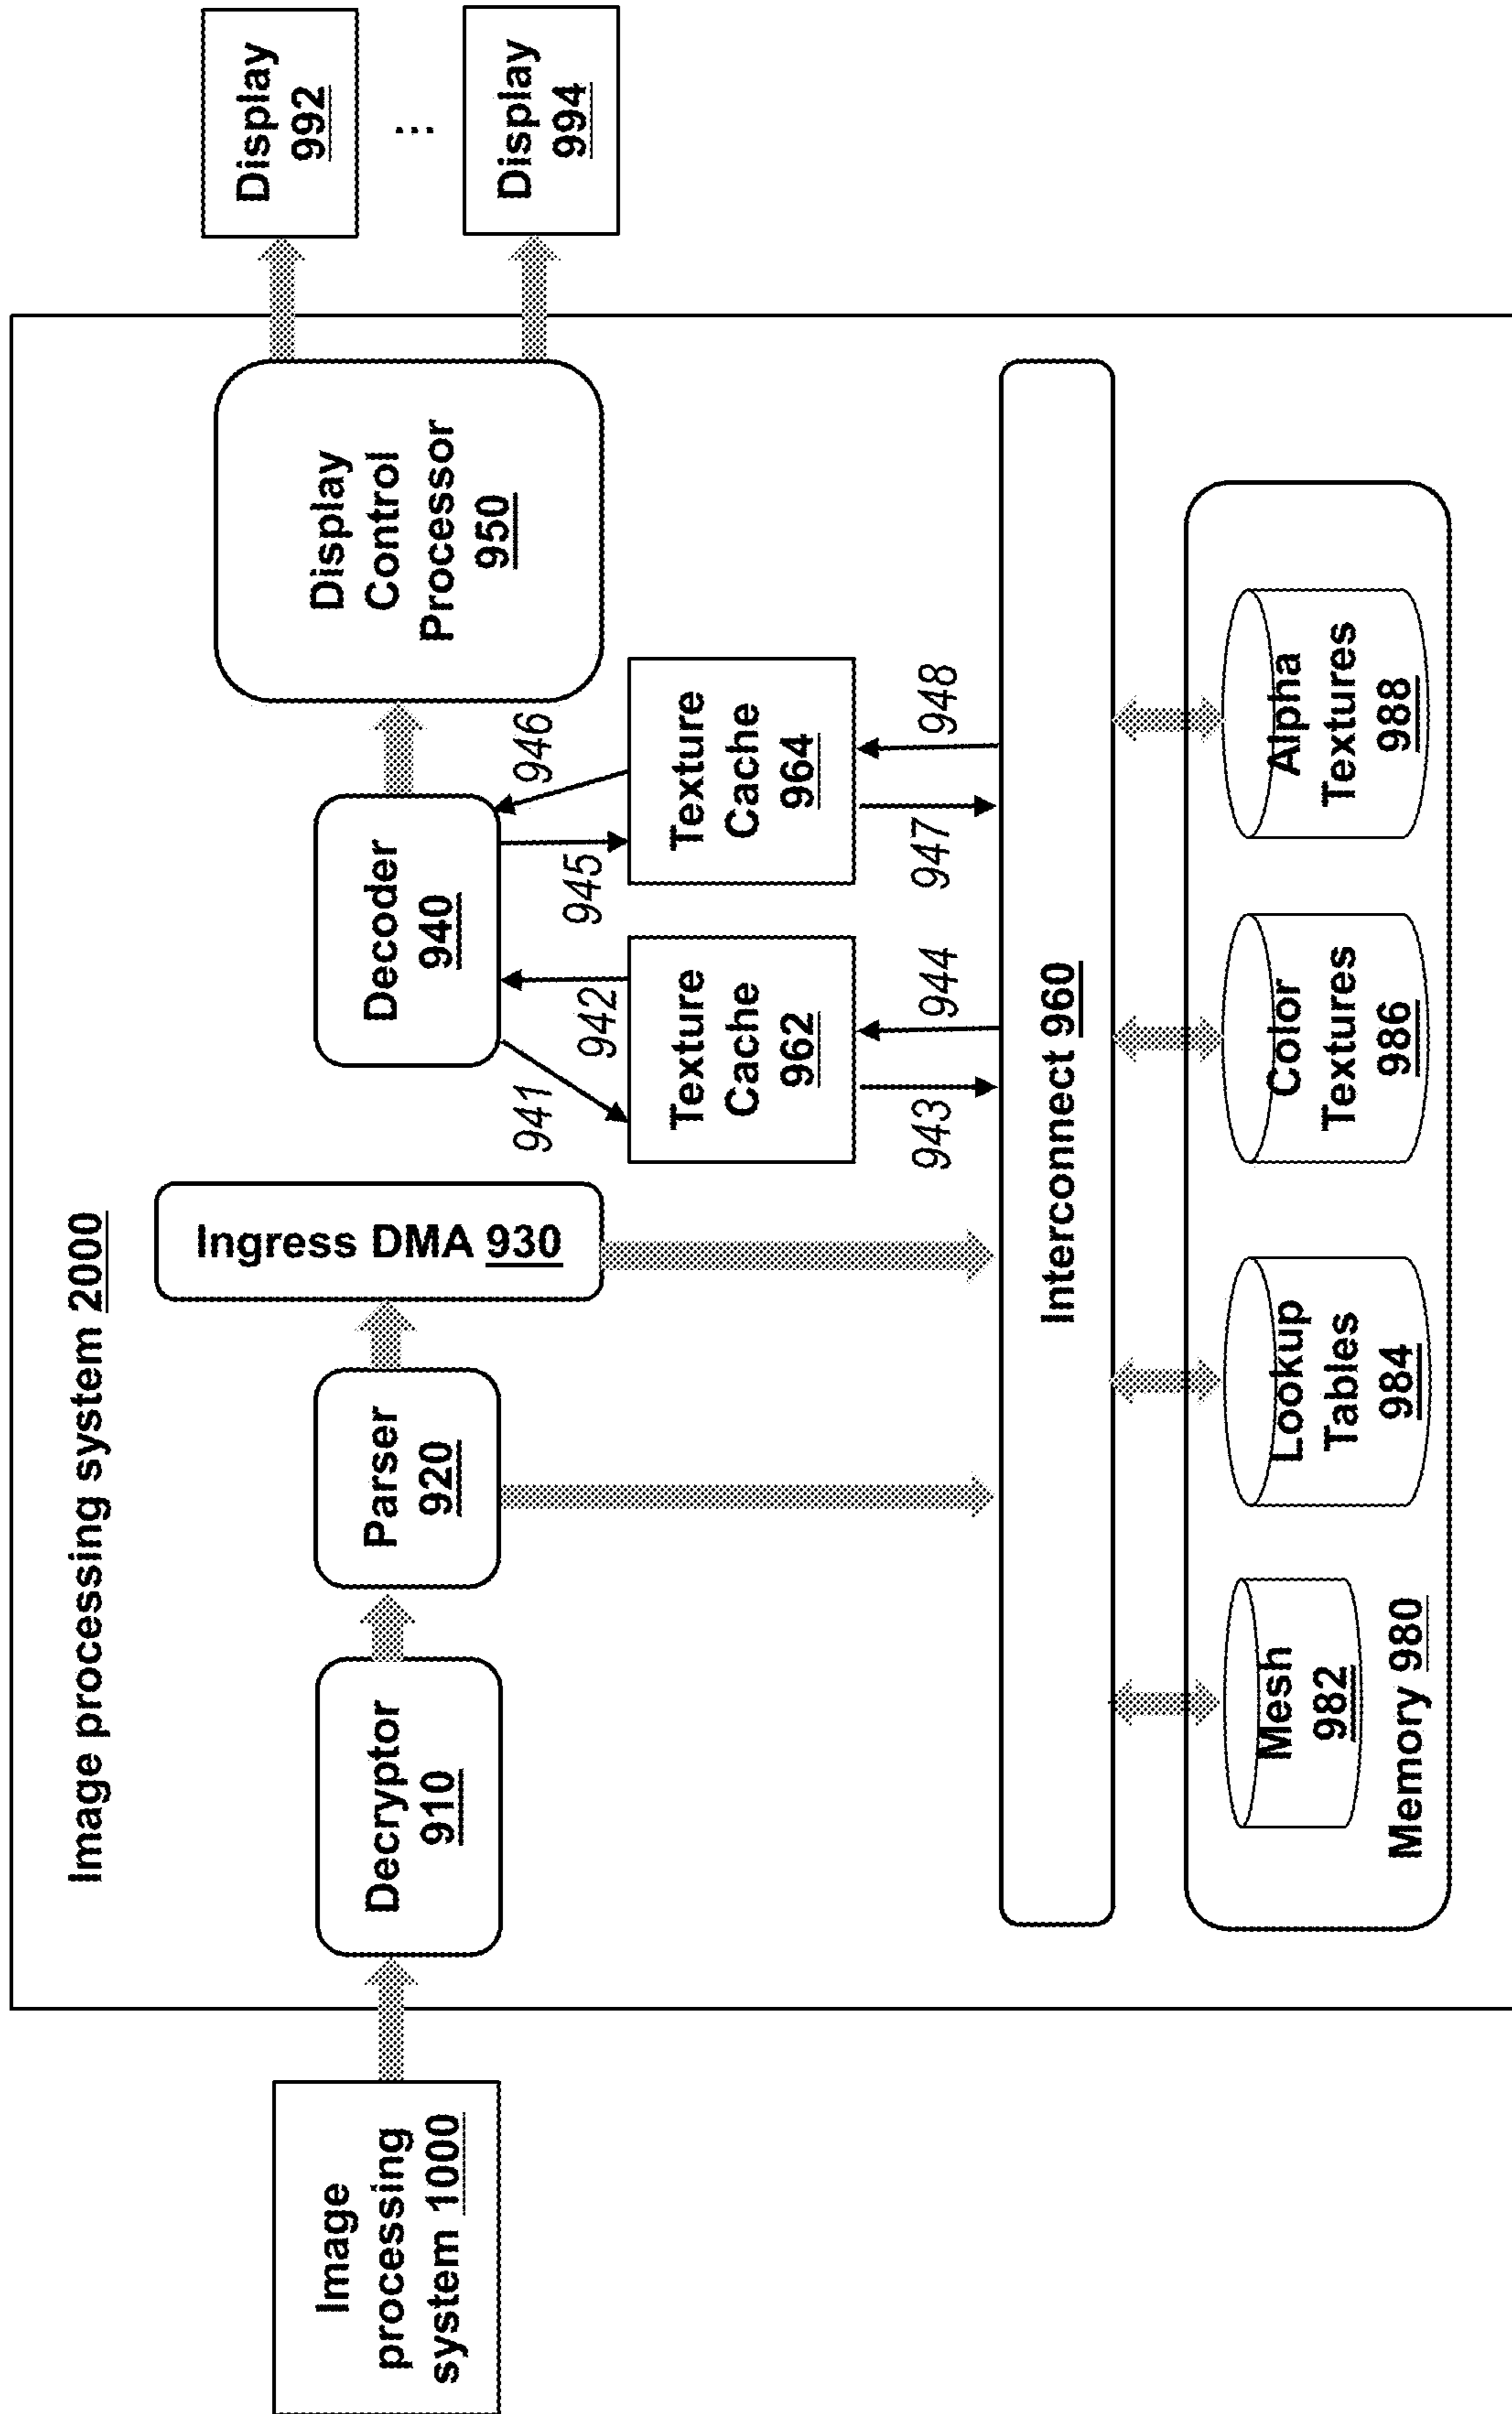 Image processing system 2000
Image
processing
system 1000
Decryptor
910
Parser
920
Ingress DMA 930
Decoder
940
Display
Control
Processor
950
Display
992
⋮
Display
994
941
942
945
946
Texture
Cache
962
Texture
Cache
964
943
944
947
948
Interconnect 960
Mesh
982
Lookup
Tables
984
Color
Textures
986
Alpha
Textures
988
Memory 980